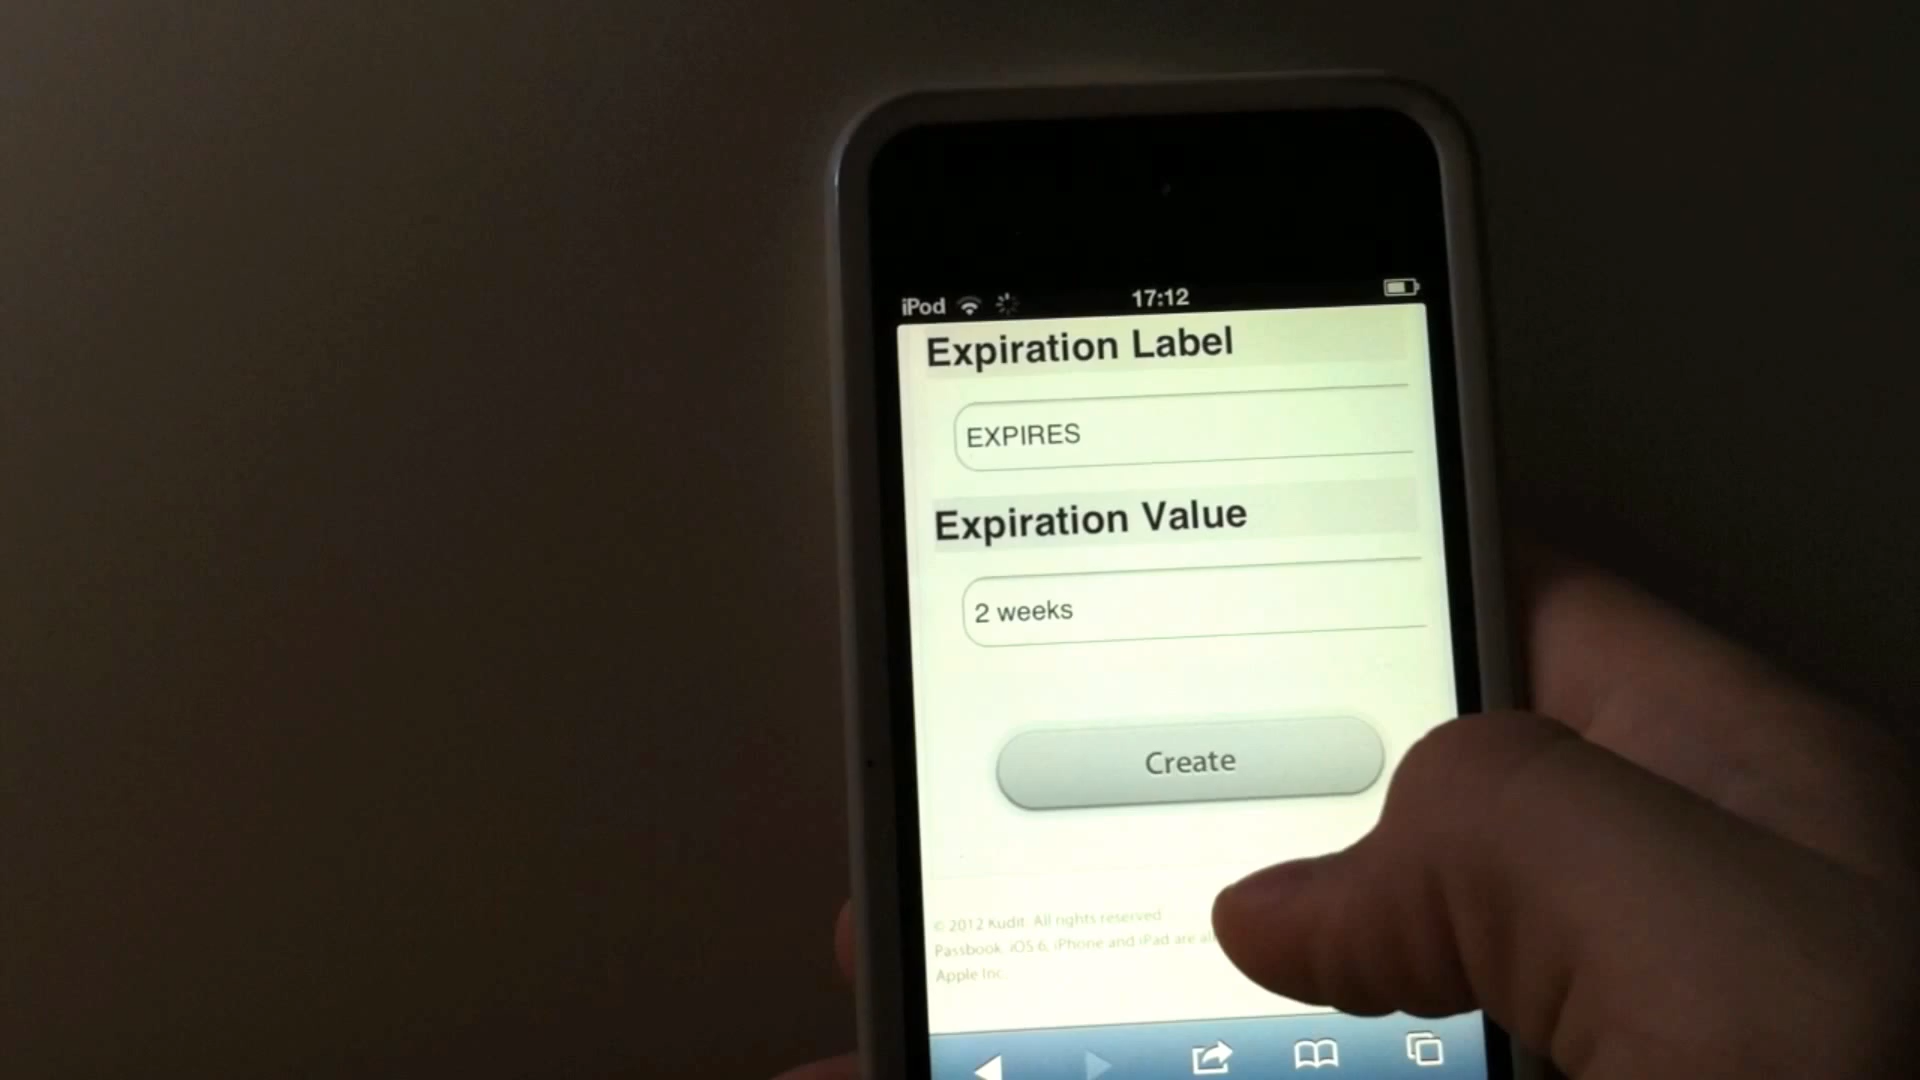 iPod 17:12
Expiration Label
EXPIRES
Expiration Value
2 weeks
Create
© 2012 Kudit. All rights reserved
Passbook, iOS 6, iPhone and iPad are
Apple Inc.